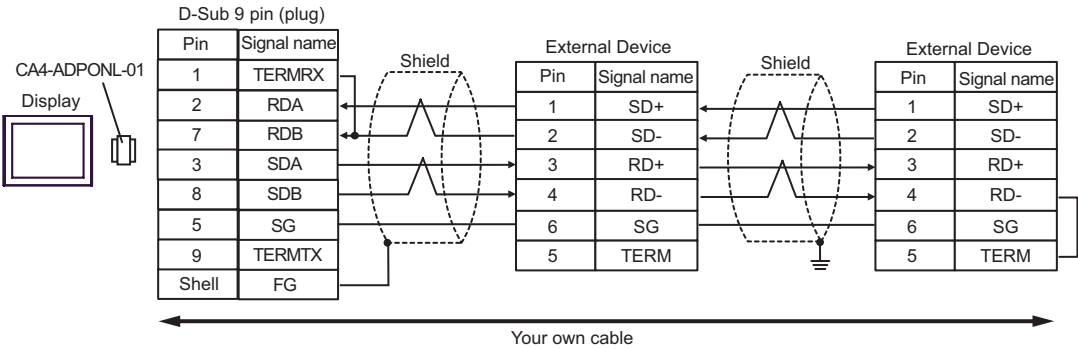 D-Sub 9 pin (plug)
CA4-ADPONL-01
Display
Pin Signal name
1 TERMRX
2 RDA
7 RDB
3 SDA
8 SDB
5 SG
9 TERMTX
Shell FG
Shield
External Device
Pin Signal name
1 SD+
2 SD-
3 RD+
4 RD-
6 SG
5 TERM
Shield
External Device
Pin Signal name
1 SD+
2 SD-
3 RD+
4 RD-
6 SG
5 TERM
Your own cable